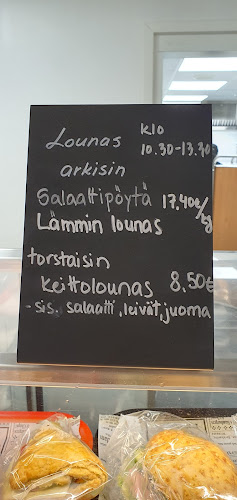 Lounas klo
arkisin 10.30-13.30
Salaattipöytä 17,40€/kg
Lämmin lounas
torstaisin
keittolounas 8,50€
- sis. salaatti, leivät, juoma